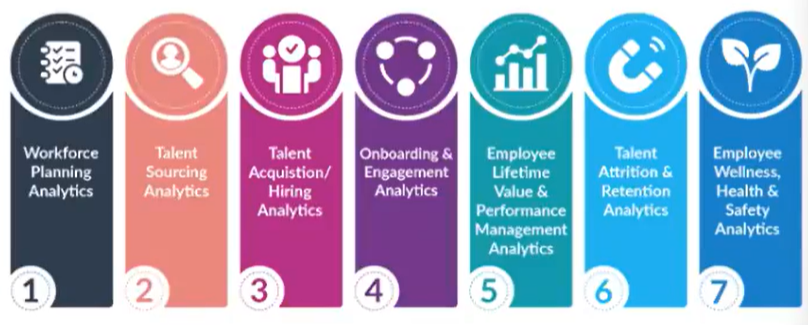 Workforce
Planning
Analytics
1
Talent
Sourcing
Analytics
2
Talent
Acquistion/
Hiring
Analytics
3
Onboarding &
Engagement
Analytics
4
Employee
Lifetime
Value &
Performance
Management
Analytics
5
Talent
Attrition &
Retention
Analytics
6
Employee
Wellness,
Health &
Safety
Analytics
7